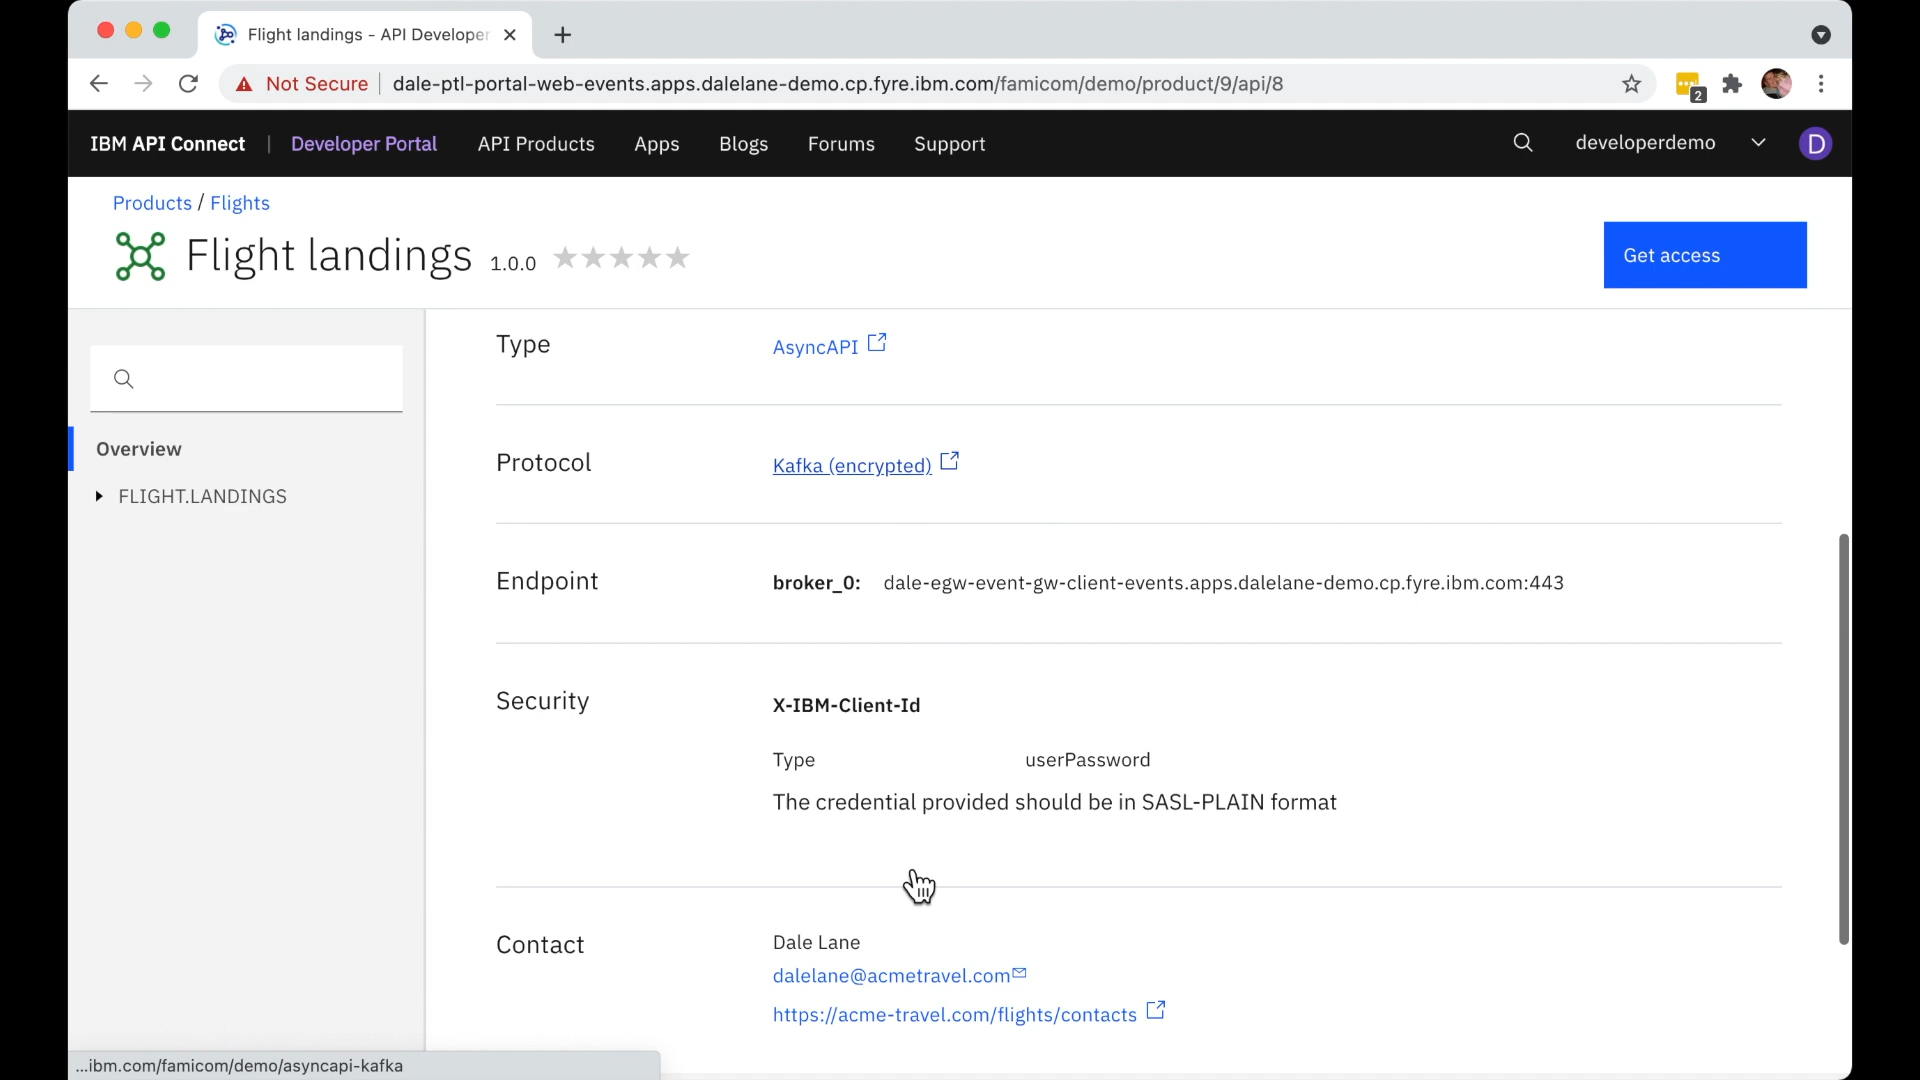 Flight landings - API Developer
Not Secure dale-ptl-portal-web-events.apps.dalelane-demo.cp.fyre.ibm.com/famicom/demo/product/9/api/8
2
IBM API Connect | Developer Portal API Products Apps Blogs Forums Support developerdemo D
Products / Flights
Flight landings 1.0.0
Get access
Overview
FLIGHT.LANDINGS
Type AsyncAPI
Protocol Kafka (encrypted)
Endpoint broker_0: dale-egw-event-gw-client-events.apps.dalelane-demo.cp.fyre.ibm.com:443
Security X-IBM-Client-Id
Type userPassword
The credential provided should be in SASL-PLAIN format
Contact Dale Lane
dalelane@acmetravel.com
https://acme-travel.com/flights/contacts
...ibm.com/famicom/demo/asyncapi-kafka